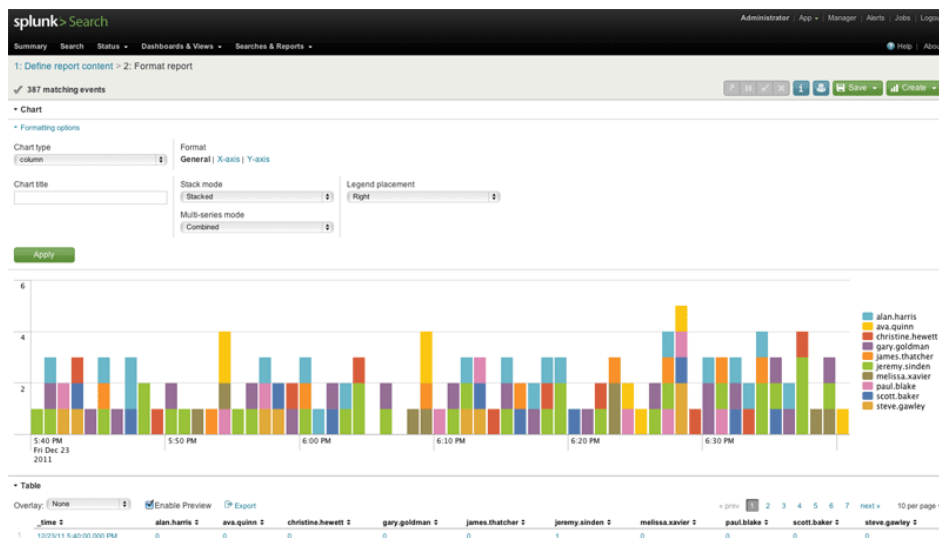 splunk> Search
Administrator | App | Manager | Alerts | Jobs | Logou
Summary Search Status Dashboards & Views Searches & Reports
Help | Abou
1: Define report content > 2: Format report
387 matching events
Save Create
Chart
Formatting options
Chart type
column
Format
General | X-axis | Y-axis
Chart title
Stack mode
Stacked
Legend placement
Right
Multi-series mode
Combined
Apply
6
4
2
alan.harris
ava.quinn
christine.hewett
gary.goldman
james.thatcher
jeremy.sinden
melissa.xavier
paul.blake
scott.baker
steve.gawley
5:40 PM 5:50 PM 6:00 PM 6:10 PM 6:20 PM 6:30 PM
Fri Dec 23
2011
Table
Overlay: None Enable Preview Export
« prev 1 2 3 4 5 6 7 next » 10 per page
_time alan.harris ava.quinn christine.hewett gary.goldman james.thatcher jeremy.sinden melissa.xavier paul.blake scott.baker steve.gawley
1 12/23/11 5:40:00.000 PM 0 0 0 0 0 1 0 0 0 0